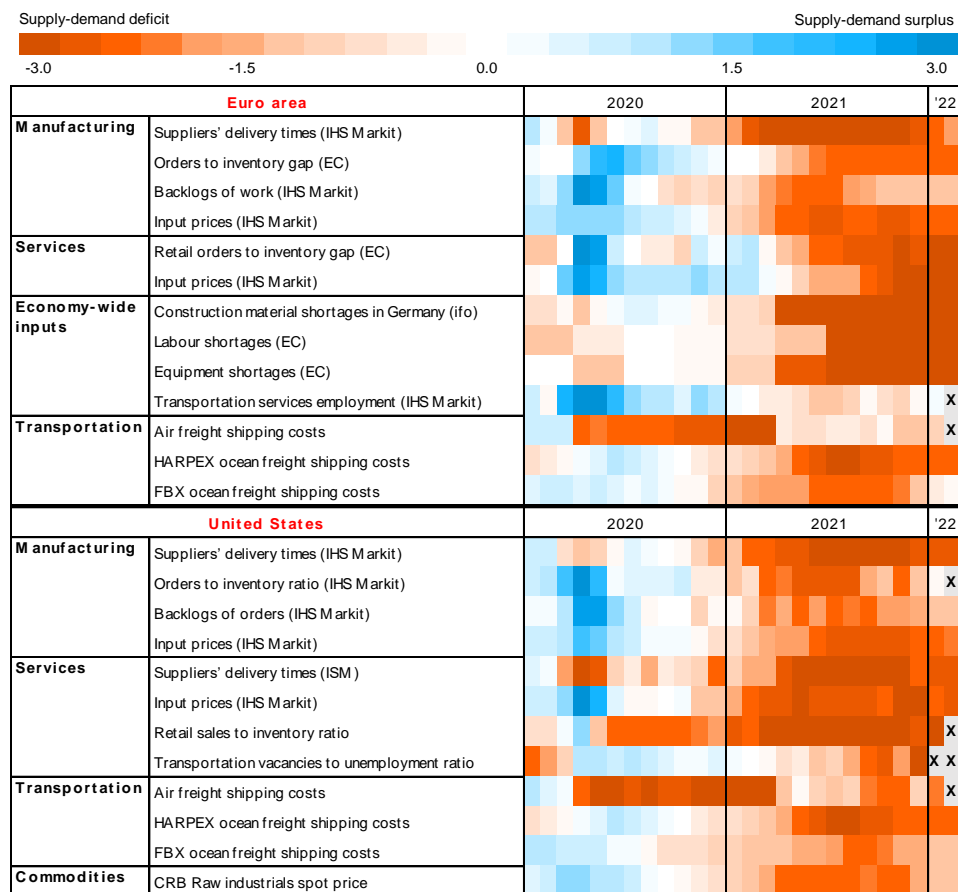 Supply-demand deficit Supply-demand surplus
-3.0 -1.5 0.0 1.5 3.0
Euro area 2020 2021 '22
Manufacturing Suppliers' delivery times (IHS Markit)
Orders to inventory gap (EC)
Backlogs of work (IHS Markit)
Input prices (IHS Markit)
Services Retail orders to inventory gap (EC)
Input prices (IHS Markit)
Economy-wide inputs Construction material shortages in Germany (ifo)
Labour shortages (EC)
Equipment shortages (EC)
Transportation services employment (IHS Markit) X
Transportation Air freight shipping costs X
HARPEX ocean freight shipping costs
FBX ocean freight shipping costs
United States 2020 2021 '22
Manufacturing Suppliers' delivery times (IHS Markit)
Orders to inventory ratio (IHS Markit) X
Backlogs of orders (IHS Markit)
Input prices (IHS Markit)
Services Suppliers' delivery times (ISM)
Input prices (IHS Markit)
Retail sales to inventory ratio X
Transportation vacancies to unemployment ratio X X
Transportation Air freight shipping costs X
HARPEX ocean freight shipping costs
FBX ocean freight shipping costs
Commodities CRB Raw industrials spot price